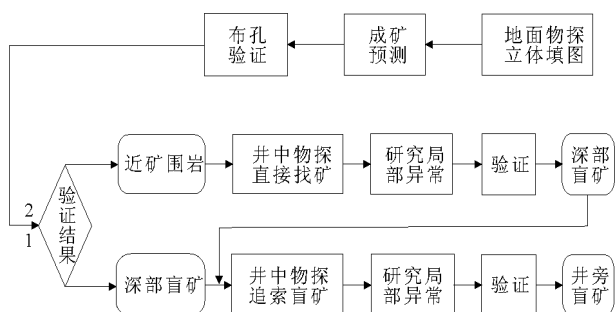 布孔
验证
成矿
预测
地面物探
立体填图
近矿围岩
井中物探
直接找矿
研究局
部异常
验证
深部
盲矿
2
1
验证结果
深部盲矿
井中物探
追索盲矿
研究局
部异常
验证
井旁
盲矿